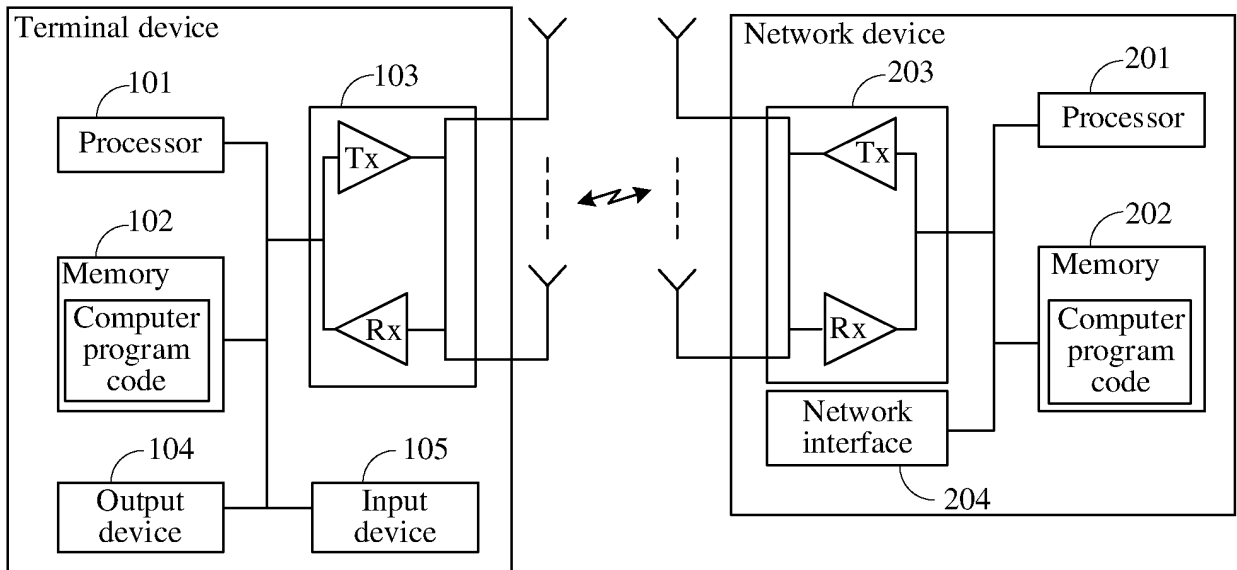 Terminal device
101
Processor
102
Memory
Computer
program
code
103
Tx
Rx
104
Output
device
105
Input
device
Network device
203
Tx
Rx
201
Processor
202
Memory
Computer
program
code
Network
interface
204